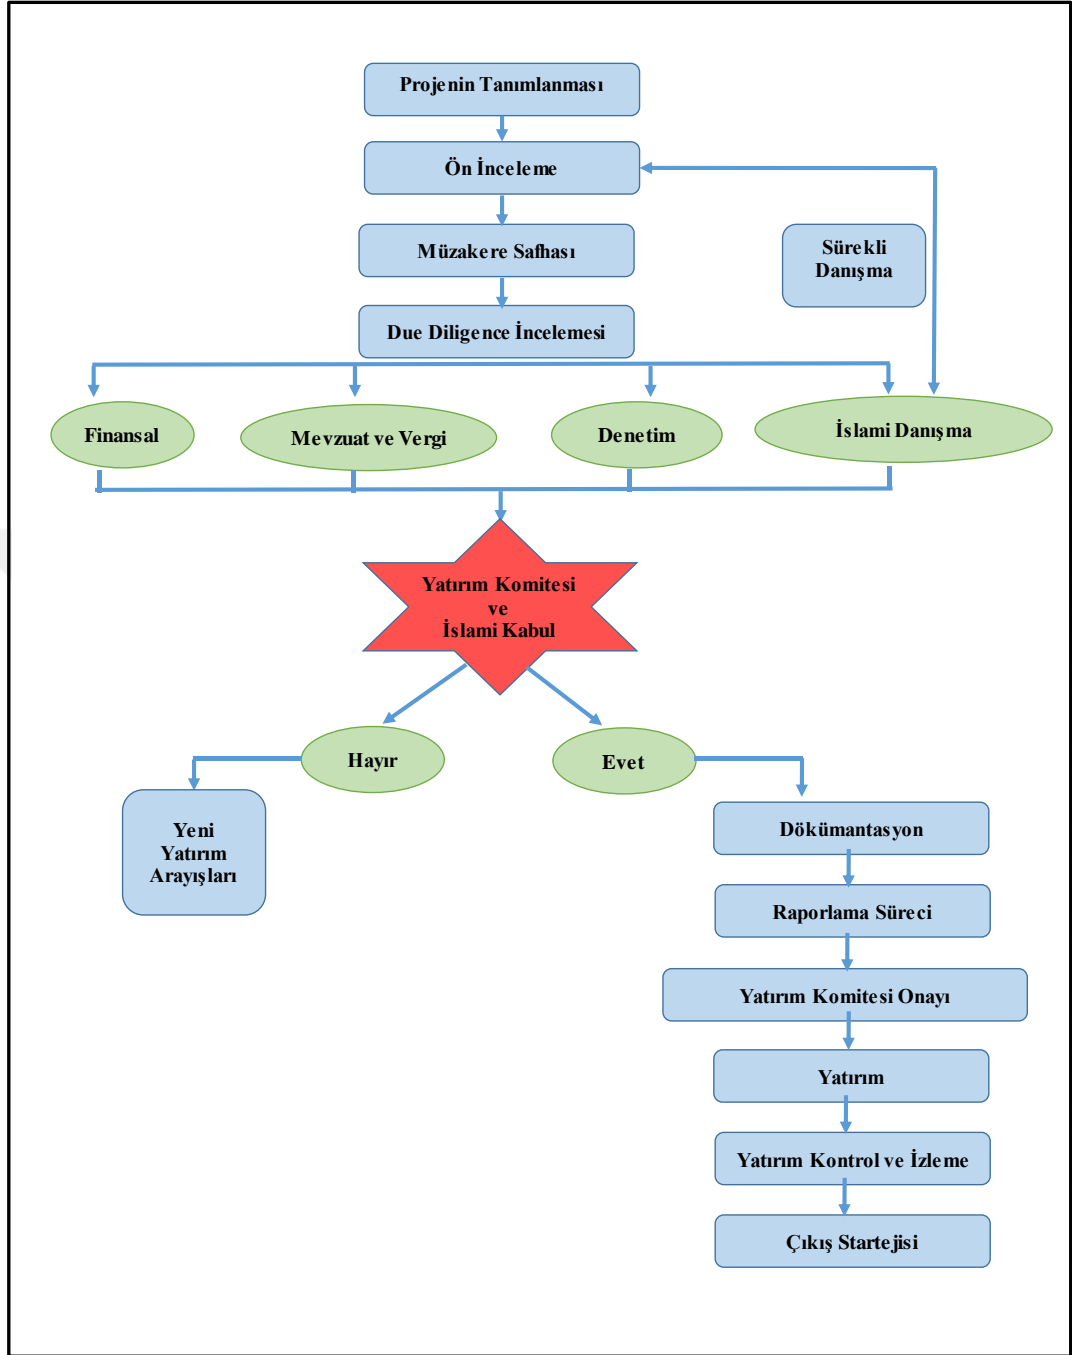 Projenin Tanımlanması
Ön İnceleme
Müzakere Safhası
Sürekli
Danışma
Due Diligence İncelemesi
Finansal
Mevzuat ve Vergi
Denetim
İslami Danışma
Yatırım Komitesi
ve
İslami Kabul
Hayır
Evet
Yeni
Yatırım
Arayışları
Dökümantasyon
Raporlama Süreci
Yatırım Komitesi Onayı
Yatırım
Yatırım Kontrol ve İzleme
Çıkış Startejisi